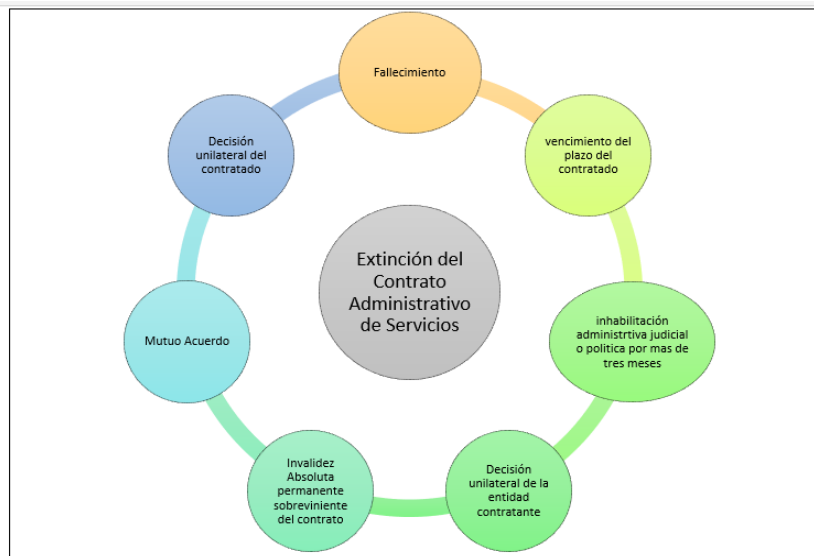 Fallecimiento
vencimiento del
plazo del
contratado
inhabilitación
administrtiva judicial
o politica por mas de
tres meses
Decisión
unilateral de la
entidad
contratante
Invalidez
Absoluta
permanente
sobreviniente
del contrato
Mutuo Acuerdo
Decisión
unilateral del
contratado
Extinción del
Contrato
Administrativo
de Servicios